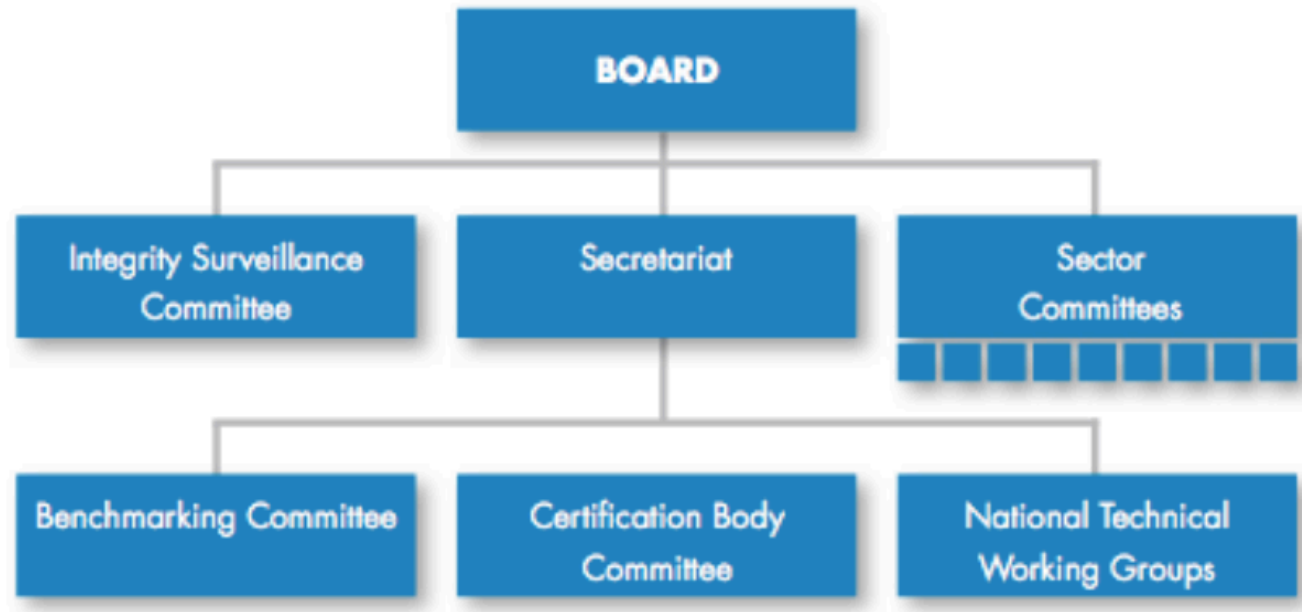 BOARD
Integrity Surveillance
Committee
Secretariat
Sector
Committees
Benchmarking Committee
Certification Body
Committee
National Technical
Working Groups